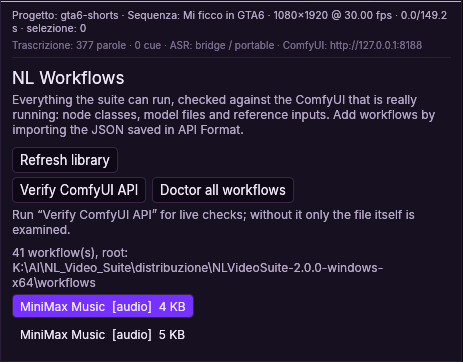 Progetto: gta6-shorts · Sequenza: Mi ficco in GTA6 · 1080×1920 @ 30.00 fps · 0.0/149.2
s · selezione: 0
Trascrizione: 377 parole · 0 cue · ASR: bridge / portable · ComfyUI: http://127.0.0.1:8188
NL Workflows
Everything the suite can run, checked against the ComfyUI that is really
running: node classes, model files and reference inputs. Add workflows by
importing the JSON saved in API Format.
Refresh library
Verify ComfyUI API
Doctor all workflows
Run “Verify ComfyUI API” for live checks; without it only the file itself is
examined.
41 workflow(s), root:
K:\AI\NL_Video_Suite\distribuzione\NLVideoSuite-2.0.0-windows-
x64\workflows
MiniMax Music [audio] 4 KB
MiniMax Music [audio] 5 KB